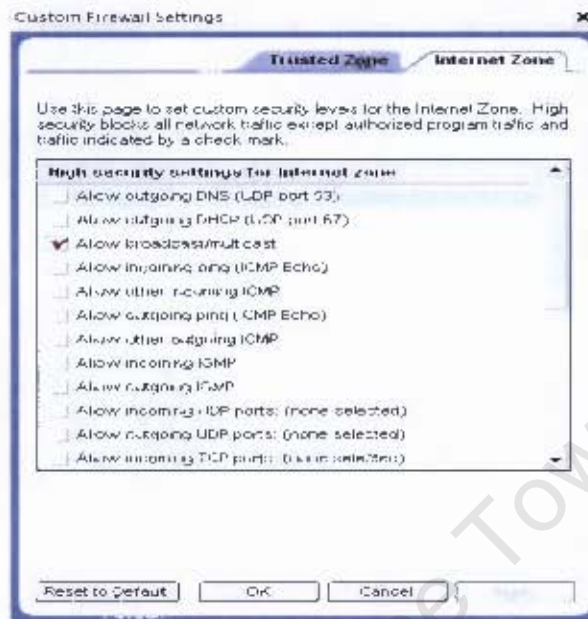 Custom Firewall Settings
Trusted Zone
Internet Zone
Use this page to set custom security levels for the Internet Zone. High
security blocks all network traffic except authorized program traffic and
traffic indicated by a check mark.
High security settings for Internet zone
Allow outgoing DNS (UDP port 53)
Allow outgoing DHCP (UDP port 67)
Allow broadcast/multicast
Allow incoming ping (ICMP Echo)
Allow other incoming ICMP
Allow outgoing ping (ICMP Echo)
Allow other outgoing ICMP
Allow incoming IGMP
Allow outgoing IGMP
Allow incoming UDP ports: (none selected)
Allow outgoing UDP ports: (none selected)
Allow incoming TCP ports: (none selected)
Reset to Default
OK
Cancel